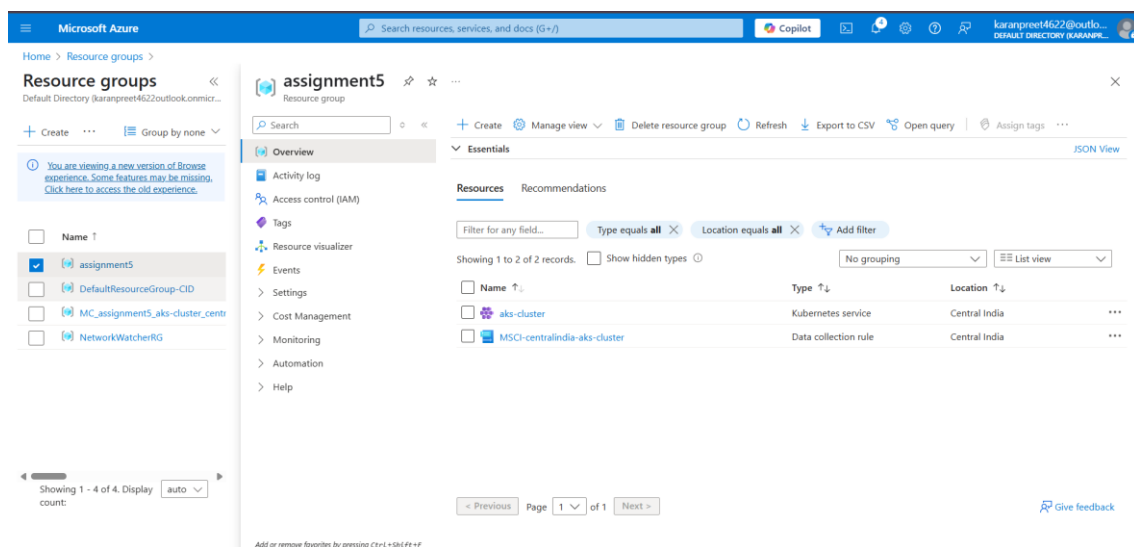 Microsoft Azure
Search resources, services, and docs (G+/)
Copilot
karanpreet4622@outlo...
DEFAULT DIRECTORY (KARANPR...
Home > Resource groups >
Resource groups
Default Directory (karanpreet4622outlook.onmicr...
+ Create ... Group by none
You are viewing a new version of Browse
experience. Some features may be missing.
Click here to access the old experience.
Name ↑
assignment5
DefaultResourceGroup-CID
MC_assignment5_aks-cluster_centr
NetworkWatcherRG
Showing 1 - 4 of 4. Display auto
count:
assignment5 ...
Resource group
Search
Overview
Activity log
Access control (IAM)
Tags
Resource visualizer
Events
> Settings
> Cost Management
> Monitoring
> Automation
> Help
Add or remove favorites by pressing Ctrl+Shift+F
+ Create Manage view Delete resource group Refresh Export to CSV Open query | Assign tags ...
Essentials JSON View
Resources Recommendations
Filter for any field... Type equals all Location equals all Add filter
Showing 1 to 2 of 2 records. Show hidden types No grouping List view
Name ↑↓ Type ↑↓ Location ↑↓
aks-cluster Kubernetes service Central India ...
MSCI-centralindia-aks-cluster Data collection rule Central India ...
< Previous Page 1 of 1 Next > Give feedback